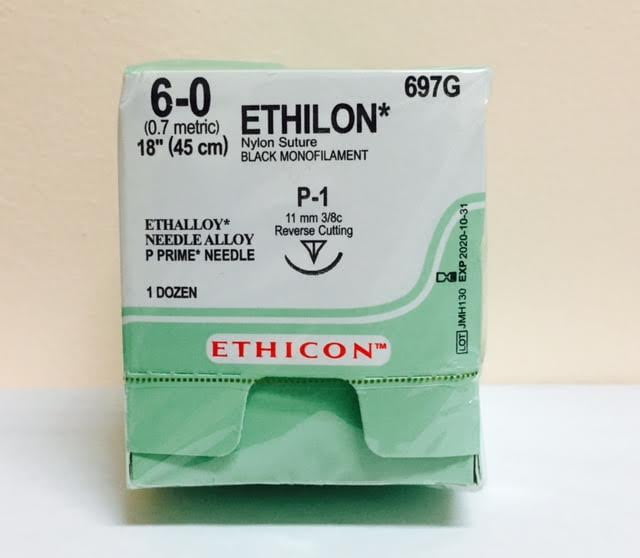 6-0
(0.7 metric)
18" (45 cm)
ETHILON*
Nylon Suture
BLACK MONOFILAMENT
697G
P-1
11 mm 3/8c
Reverse Cutting
ETHALLOY*
NEEDLE ALLOY
P PRIME* NEEDLE
1 DOZEN
LOT JMH130 EXP 2020-10-31
ETHICON™